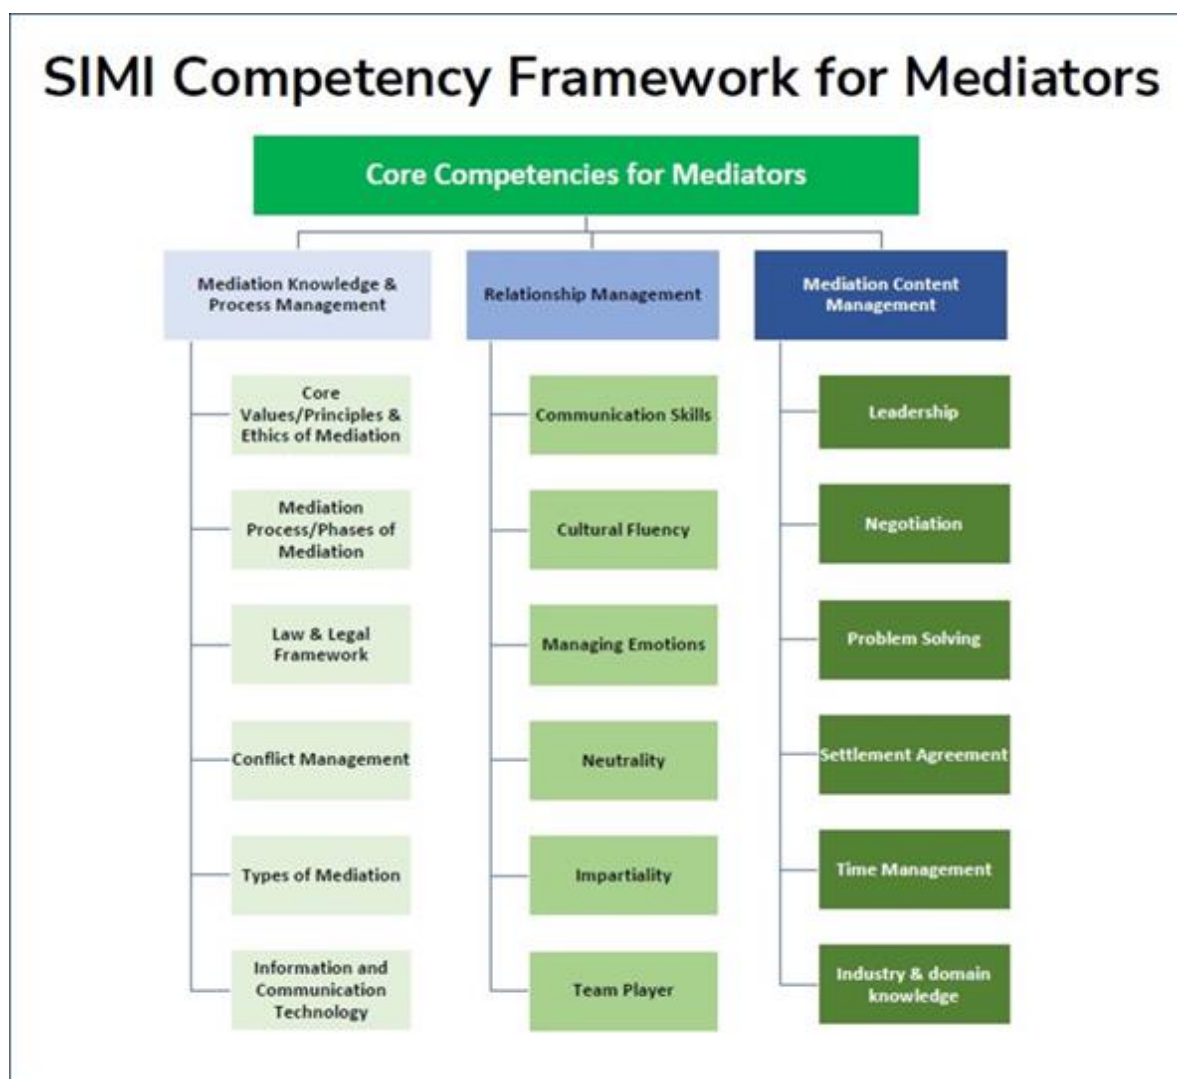 SIMI Competency Framework for Mediators
Core Competencies for Mediators
Mediation Knowledge &
Process Management
Core
Values/Principles &
Ethics of Mediation
Mediation
Process/Phases of
Mediation
Law & Legal
Framework
Conflict Management
Types of Mediation
Information and
Communication
Technology
Relationship Management
Communication Skills
Cultural Fluency
Managing Emotions
Neutrality
Impartiality
Team Player
Mediation Content
Management
Leadership
Negotiation
Problem Solving
Settlement Agreement
Time Management
Industry & domain
knowledge